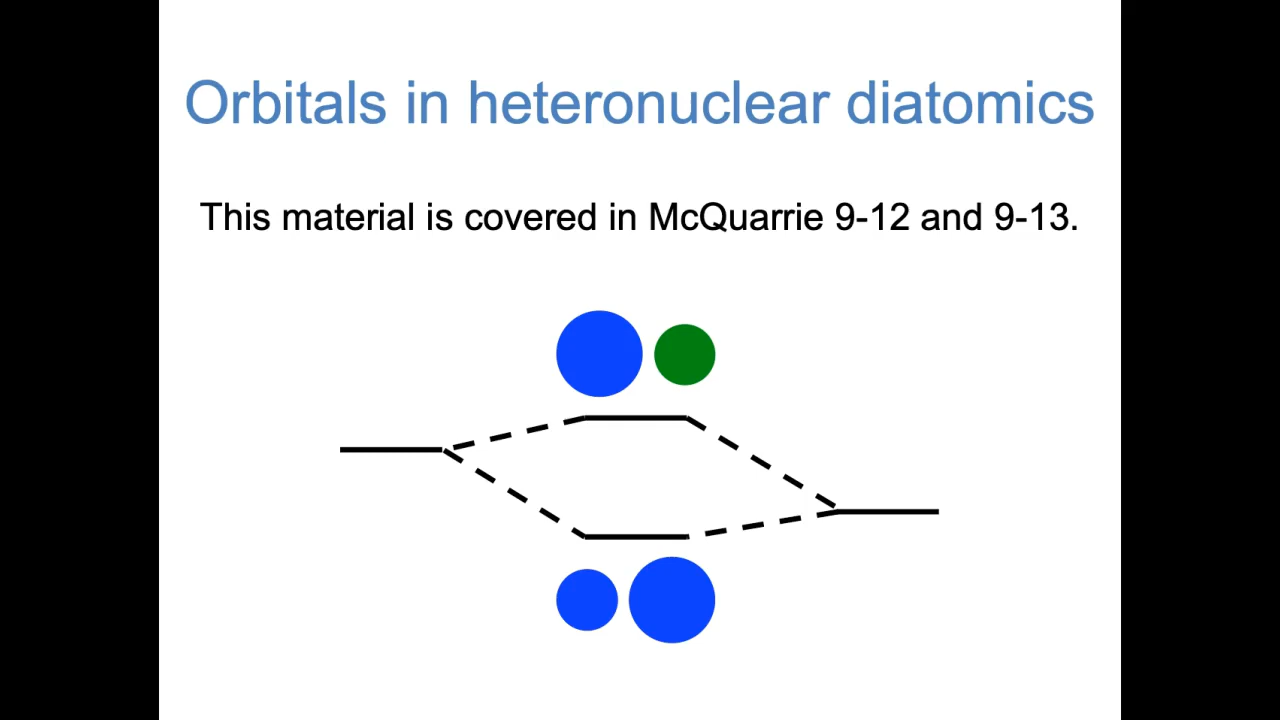 Orbitals in heteronuclear diatomics
This material is covered in McQuarrie 9-12 and 9-13.